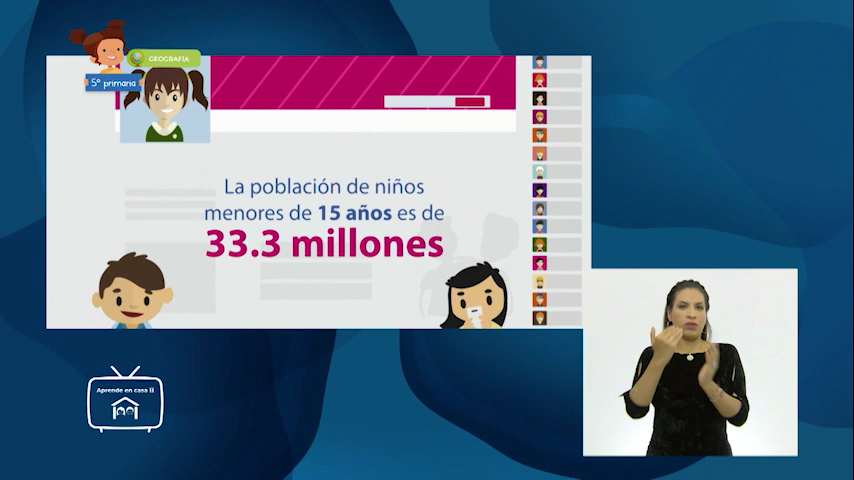 GEOGRAFÍA
5° primaria
La población de niños
menores de 15 años es de
33.3 millones
Aprende en casa II